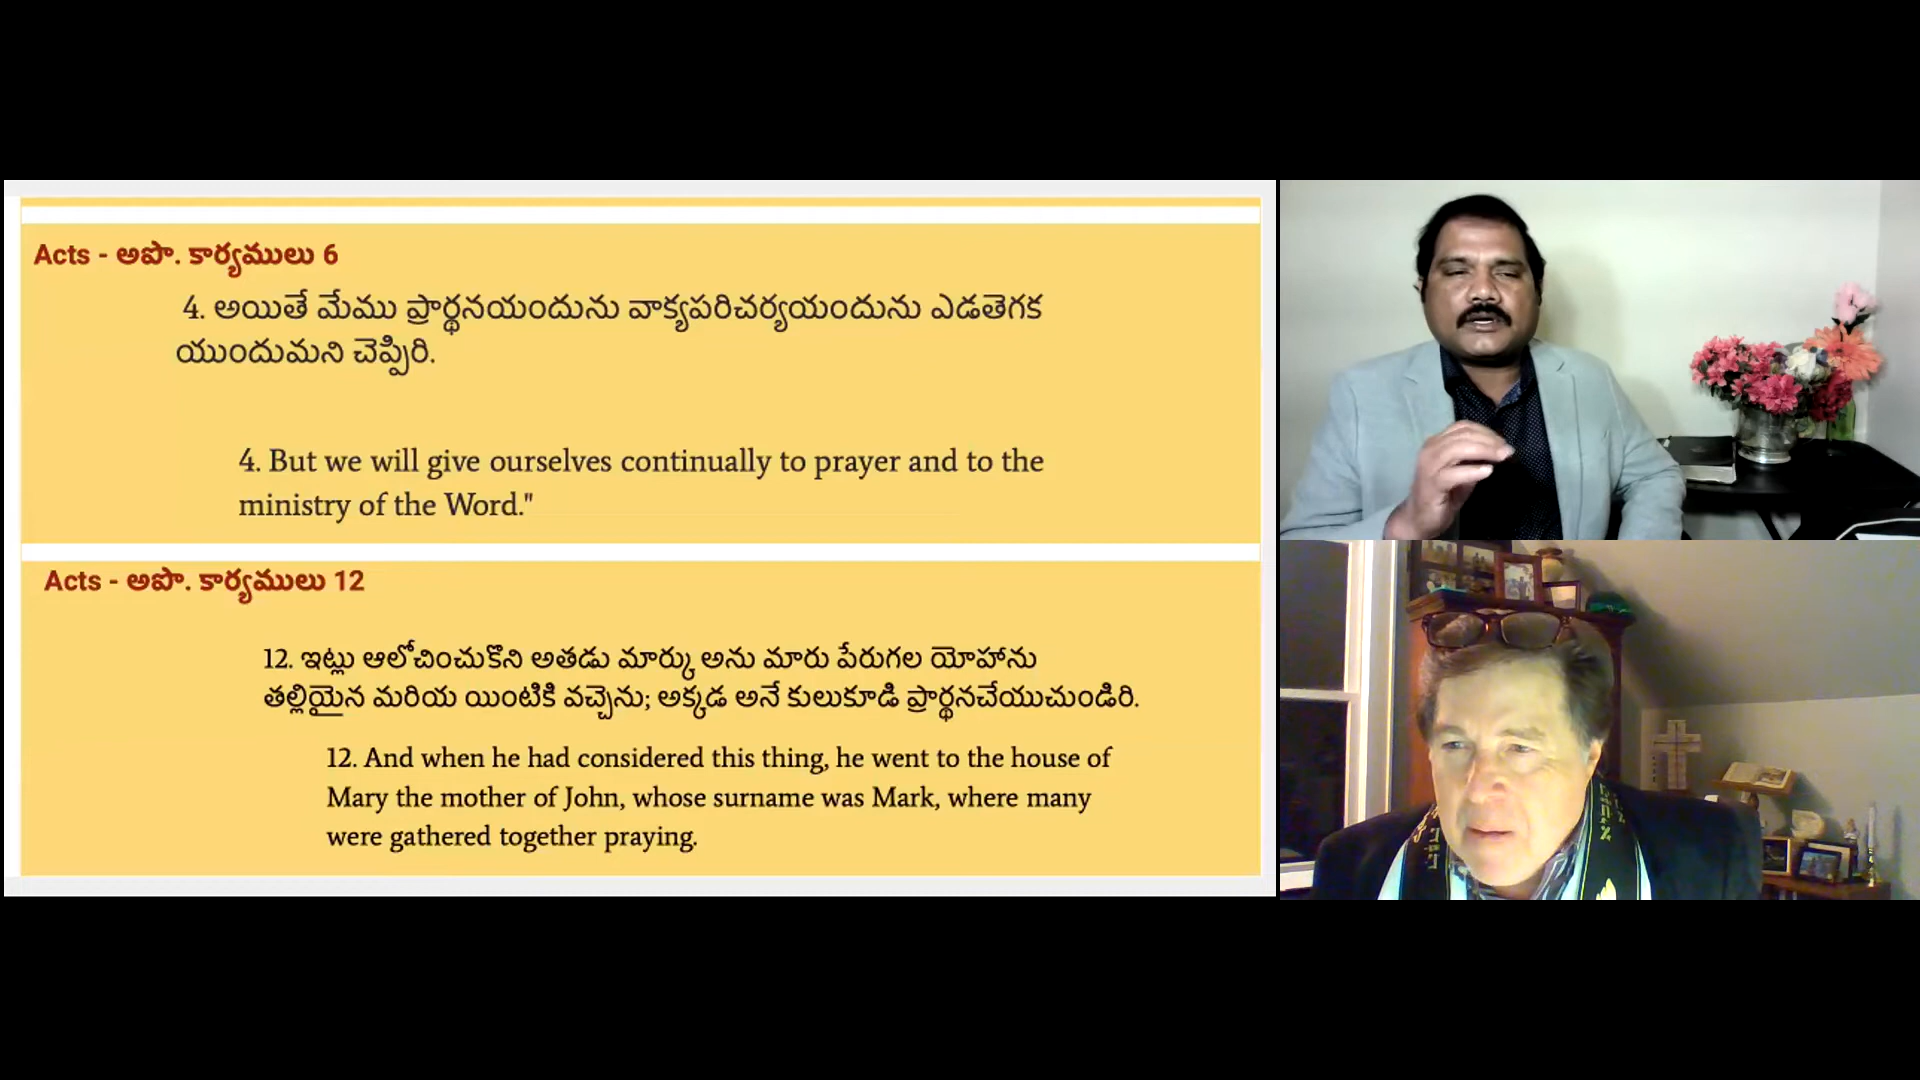 Acts - అపొ. కార్యములు 6
4. అయితే మేము ప్రార్థనయందును వాక్యపరిచర్యయందును ఎడతెగక
యుందుమని చెప్పిరి.
4. But we will give ourselves continually to prayer and to the
ministry of the Word."
Acts - అపొ. కార్యములు 12
12. ఇట్లు ఆలోచించుకొని అతడు మార్కు అను మారు పేరుగల యోహాను
తల్లియైన మరియ యింటికి వచ్చెను; అక్కడ అనే కులుకూడి ప్రార్థనచేయుచుండిరి.
12. And when he had considered this thing, he went to the house of
Mary the mother of John, whose surname was Mark, where many
were gathered together praying.